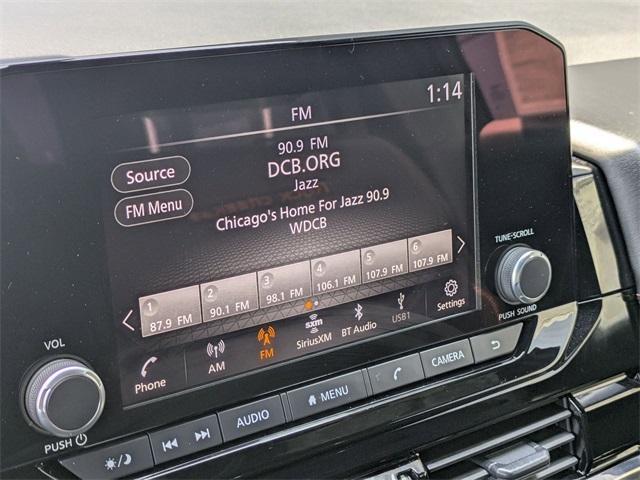 FM
1:14
90.9 FM
DCB.ORG
Jazz
Chicago's Home For Jazz 90.9
WDCB
Source
FM Menu
1 2 3 4 5 6
87.9 FM 90.1 FM 98.1 FM 106.1 FM 107.9 FM 107.9 FM
Phone AM FM SiriusXM BT Audio USB1 Settings
sxm
TUNE·SCROLL
PUSH SOUND
VOL
PUSH
AUDIO MENU CAMERA